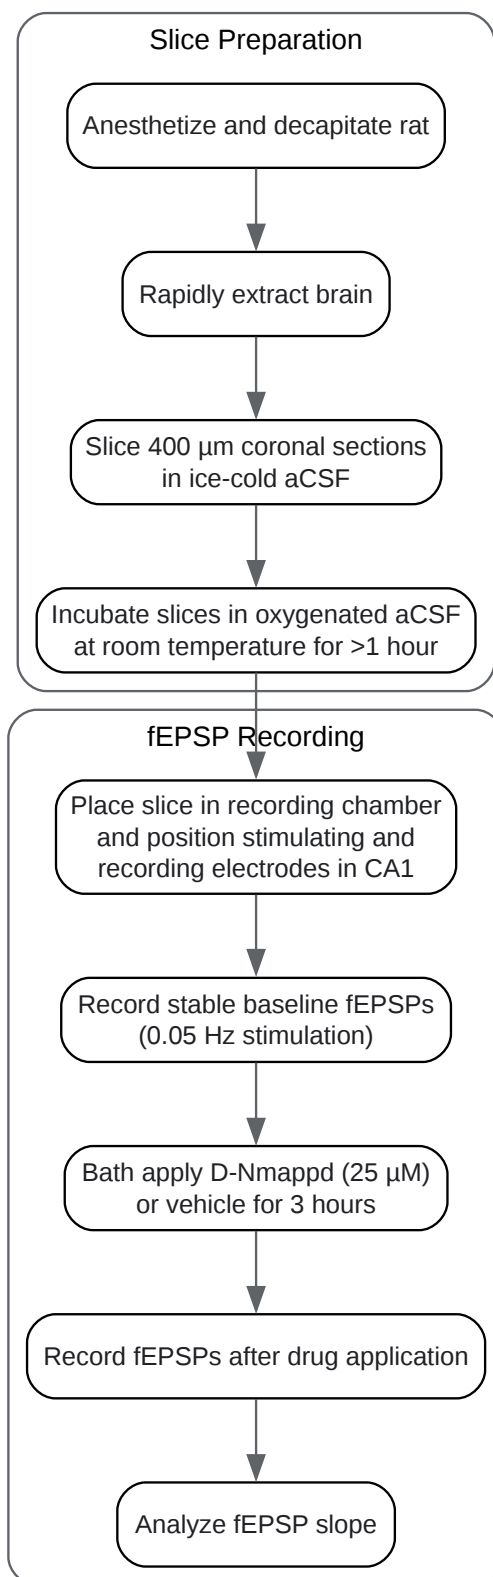 Slice Preparation
Anesthetize and decapitate rat
Rapidly extract brain
Slice 400 µm coronal sections
in ice-cold aCSF
Incubate slices in oxygenated aCSF
at room temperature for >1 hour
fEPSP Recording
Place slice in recording chamber
and position stimulating and
recording electrodes in CA1
Record stable baseline fEPSPs
(0.05 Hz stimulation)
Bath apply D-Nmappd (25 µM)
or vehicle for 3 hours
Record fEPSPs after drug application
Analyze fEPSP slope